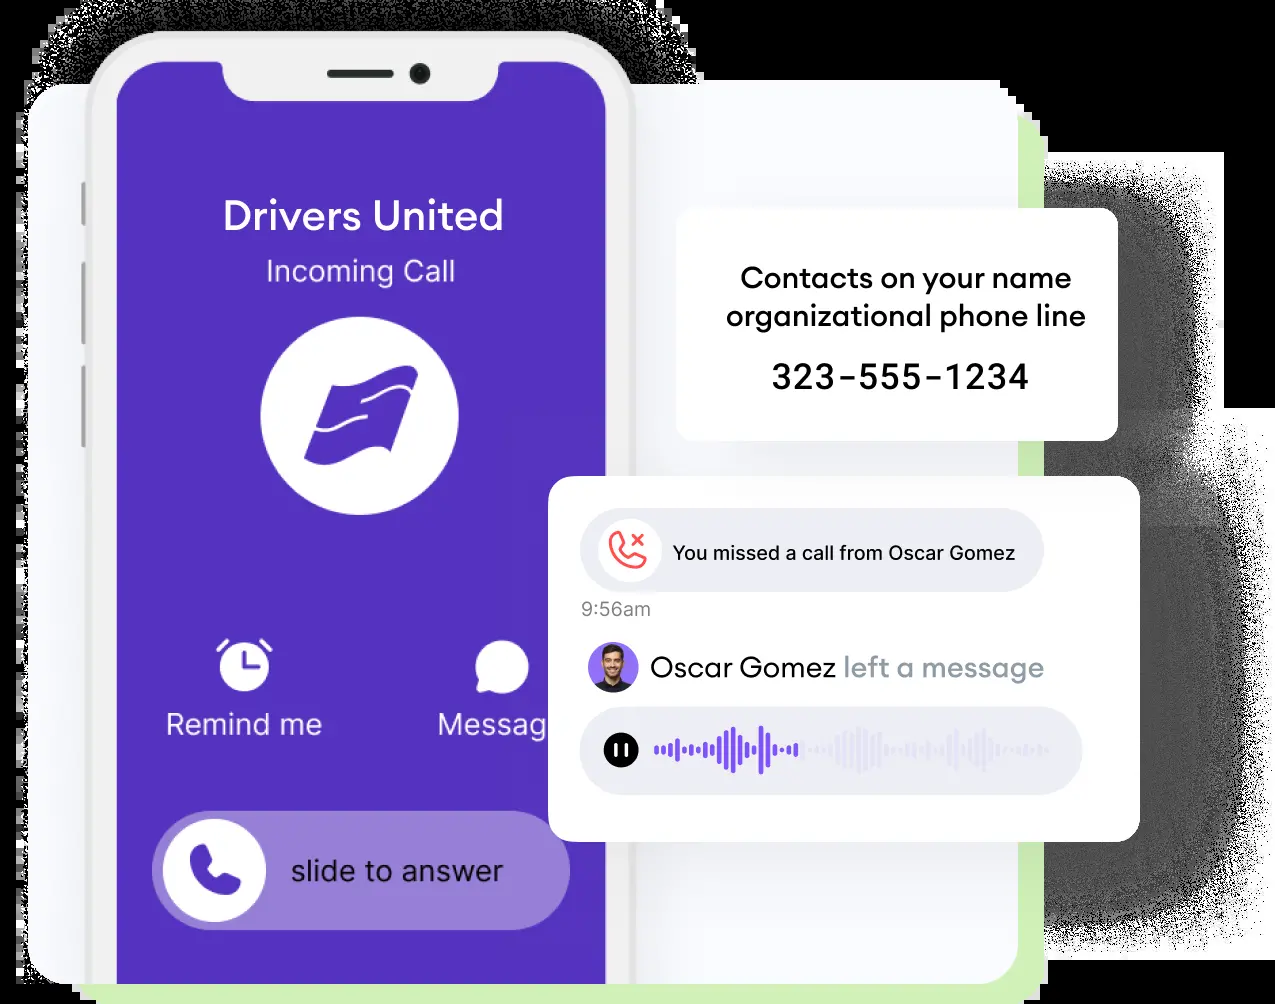 Drivers United
Incoming Call
Contacts on your name
organizational phone line
323-555-1234
You missed a call from Oscar Gomez
9:56am
Oscar Gomez left a message
Remind me
Messag
slide to answer